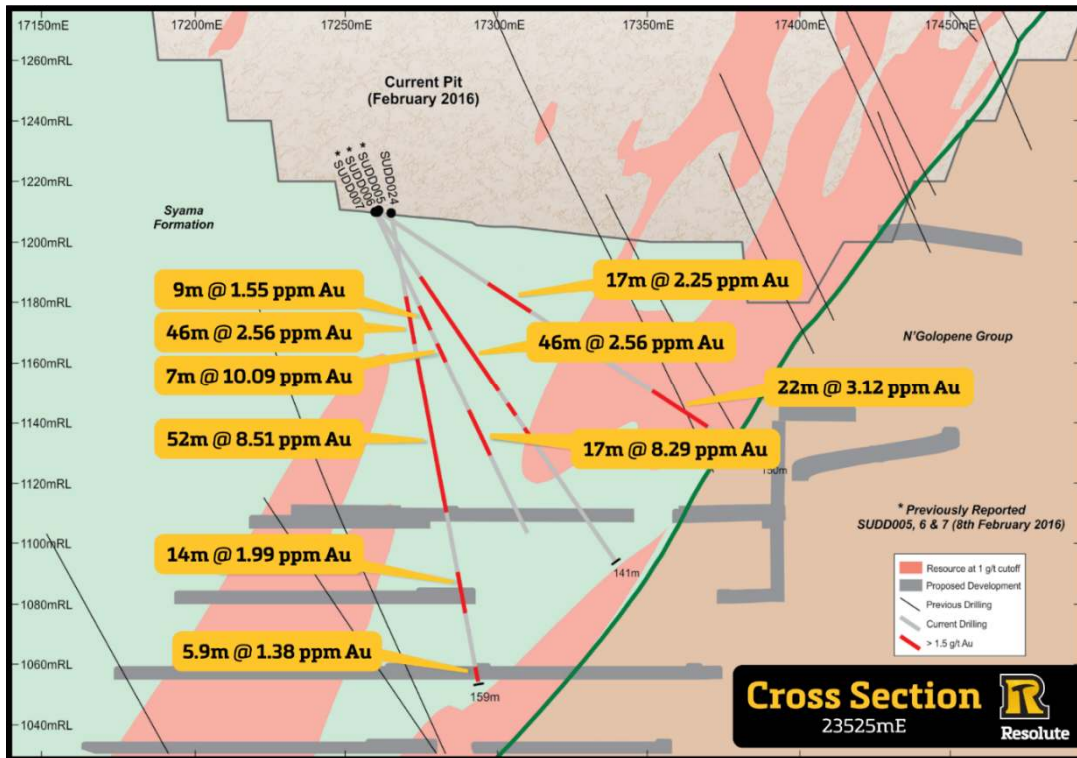 17150mE 17200mE 17250mE 17300mE 17350mE 17400mE 17450mE
1260mRL
1240mRL
1220mRL
1200mRL
1180mRL
1160mRL
1140mRL
1120mRL
1100mRL
1080mRL
1060mRL
1040mRL
Current Pit
(February 2016)
* SUDD007
* SUDD006
* SUDD005
SUDD024
Syama
Formation
N'Golopene Group
9m @ 1.55 ppm Au
46m @ 2.56 ppm Au
7m @ 10.09 ppm Au
52m @ 8.51 ppm Au
14m @ 1.99 ppm Au
5.9m @ 1.38 ppm Au
17m @ 2.25 ppm Au
46m @ 2.56 ppm Au
22m @ 3.12 ppm Au
17m @ 8.29 ppm Au
150m
141m
159m
* Previously Reported
SUDD005, 6 & 7 (8th February 2016)
Resource at 1 g/t cutoff
Proposed Development
Previous Drilling
Current Drilling
> 1.5 g/t Au
Cross Section
23525mE
R
Resolute